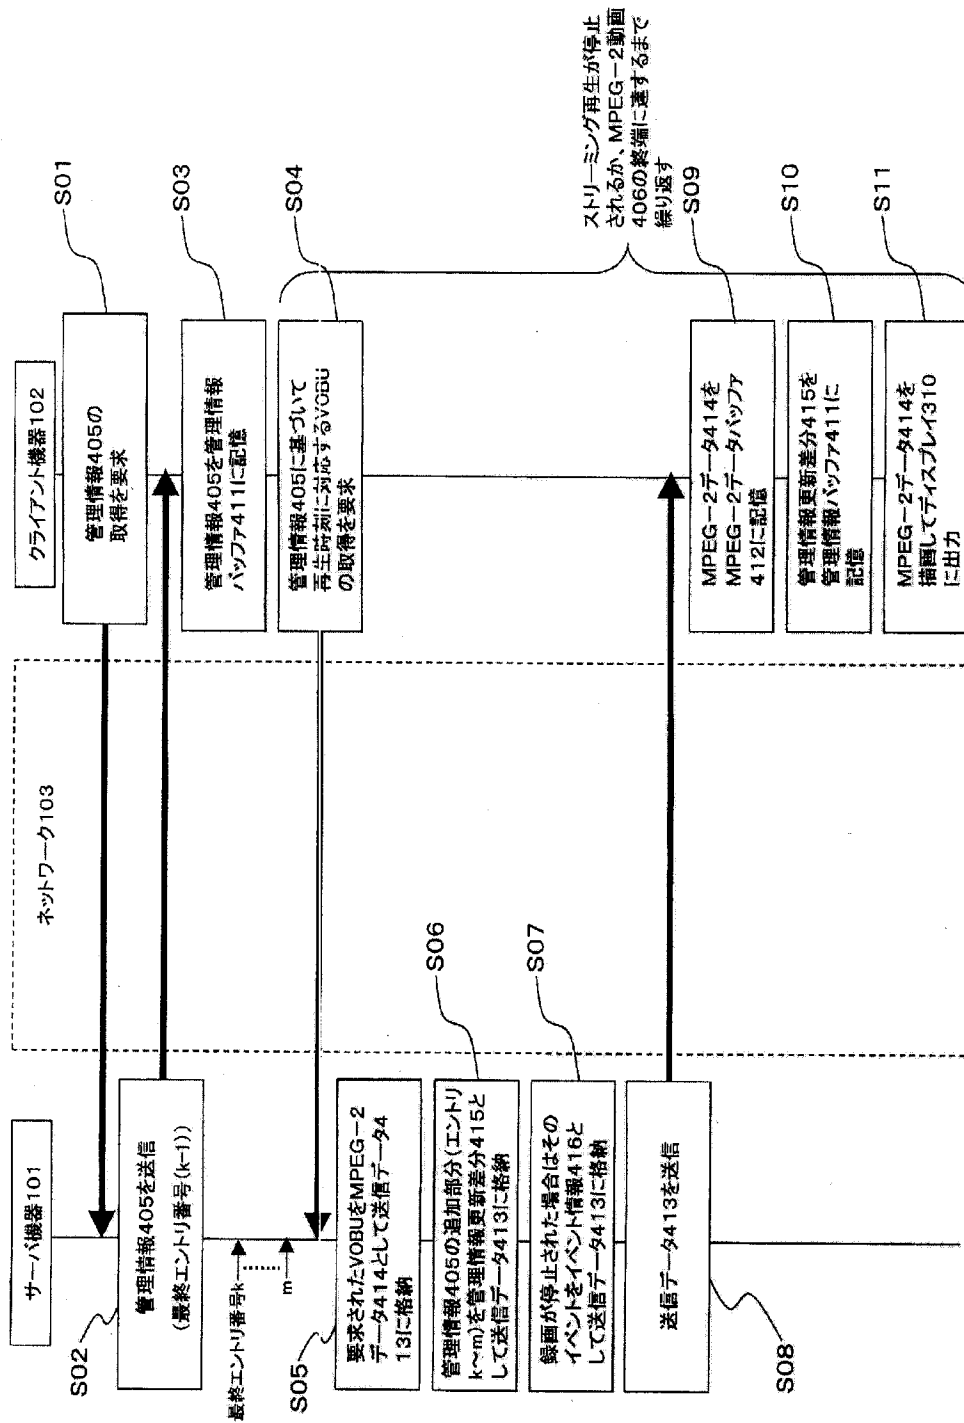 サーバ機器101
ネットワーク103
クライアント機器102
S01
管理情報405の
取得を要求
S02
管理情報405を送信
(最終エントリ番号(k-1))
S03
管理情報405を管理情報
バッファ411に記憶
最終エントリ番号k
m
S04
管理情報405に基づいて
再生時刻に対応するVOBU
の取得を要求
ストリーミング再生が停止
されるか、MPEG-2動画
406の終端に達するまで
繰り返す
S05
要求されたVOBUをMPEG-2
データ414として送信データ4
13に格納
S06
管理情報405の追加部分(エントリ
k~m)を管理情報更新差分415と
して送信データ413に格納
S07
録画が停止された場合はその
イベントをイベント情報416と
して送信データ413に格納
送信データ413を送信
S08
S09
MPEG-2データ414を
MPEG-2データバッファ
412に記憶
S10
管理情報更新差分415を
管理情報バッファ411に
記憶
S11
MPEG-2データ414を
描画してディスプレイ310
に出力